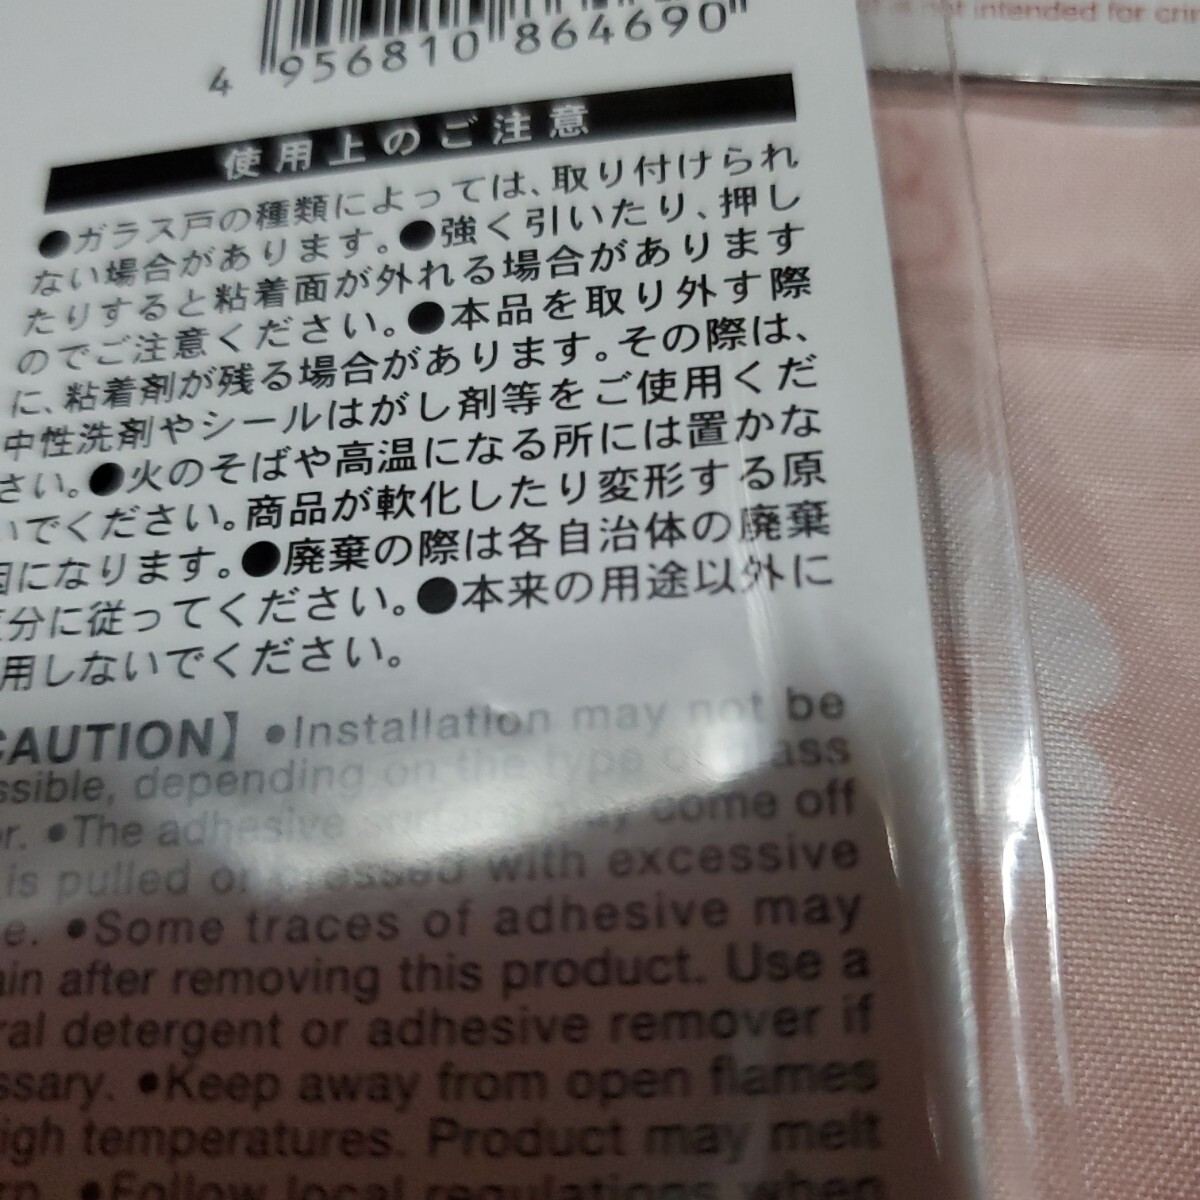 is not intended for
4 956810 864690
使用上のご注意
●ガラス戸の種類によっては、取り付けられ
ない場合があります。●強く引いたり、押し
たりすると粘着面が外れる場合があります
のでご注意ください。●本品を取り外す際
に、粘着剤が残る場合があります。その際は、
中性洗剤やシールはがし剤等をご使用くだ
さい。●火のそばや高温になる所には置かな
いでください。商品が軟化したり変形する原
因になります。●廃棄の際は各自治体の廃棄
分に従ってください。●本来の用途以外に
用しないでください。
CAUTION】 •Installation may not be
ssible, depending on the type of glass
or. •The adhesive surface may come off
is pulled or pressed with excessive
e. •Some traces of adhesive may
ain after removing this product. Use a
ral detergent or adhesive remover if
ssary. •Keep away from open flames
igh temperatures. Product may melt
•Follow local regulations when